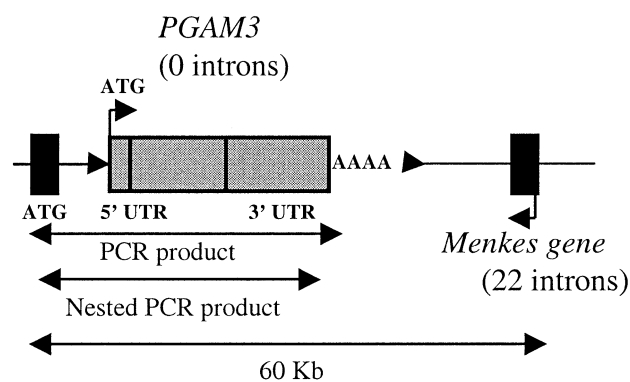 PGAM3
(0 introns)
ATG
AAAA
ATG
5’ UTR
3’ UTR
PCR product
Menkes gene
(22 introns)
Nested PCR product
60 Kb